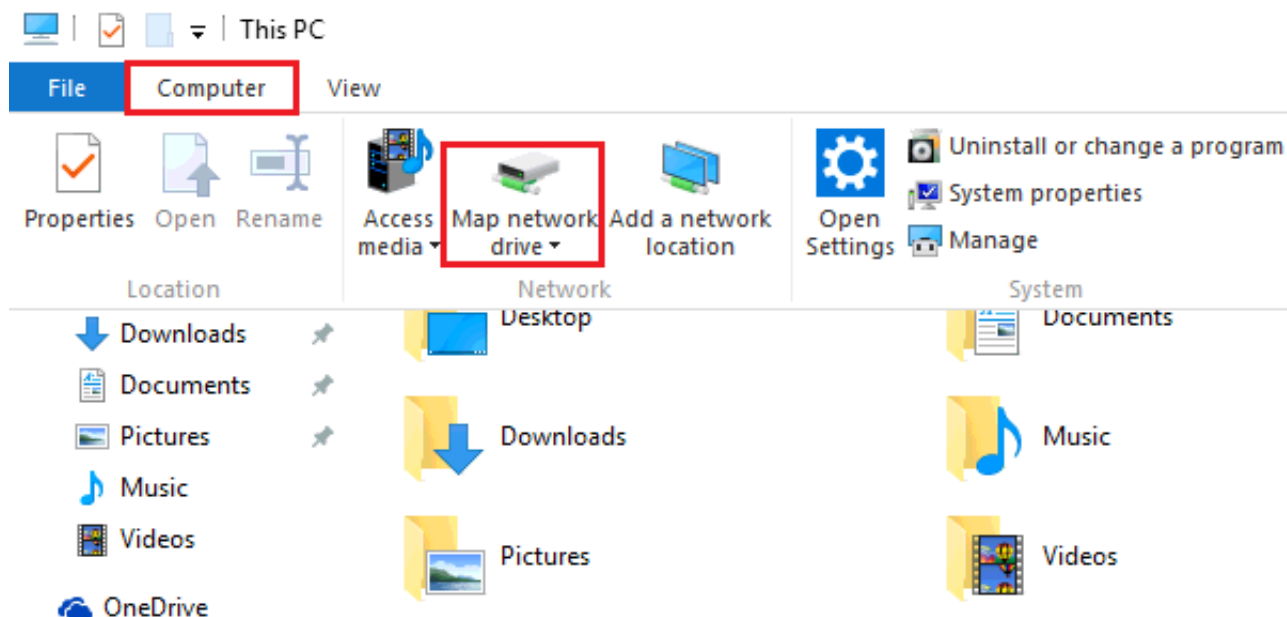 This PC
File Computer View
Properties Open Rename Access media Map network drive Add a network location Open Settings Uninstall or change a program
System properties
Manage
Location Network System
Downloads
Documents
Pictures
Music
Videos
OneDrive
Desktop Documents
Downloads Music
Pictures Videos